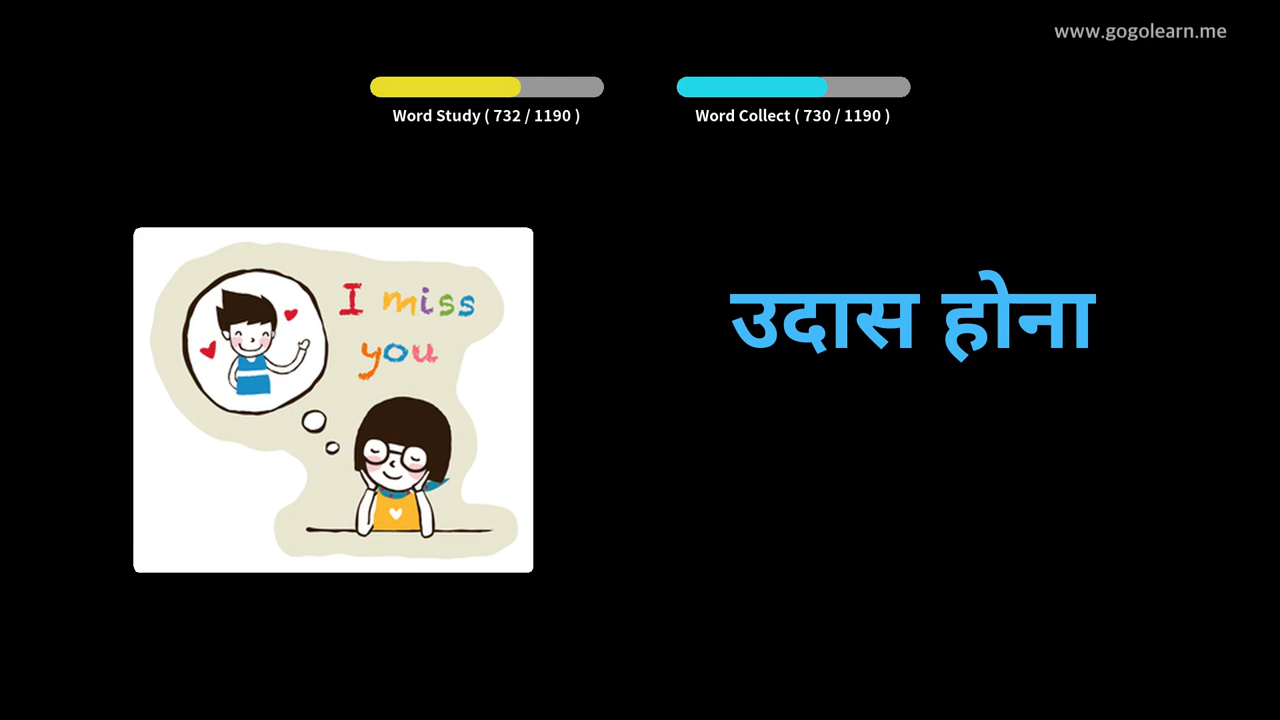 www.gogolearn.me
Word Study ( 732 / 1190 )
Word Collect ( 730 / 1190 )
I miss
you
उदास होना